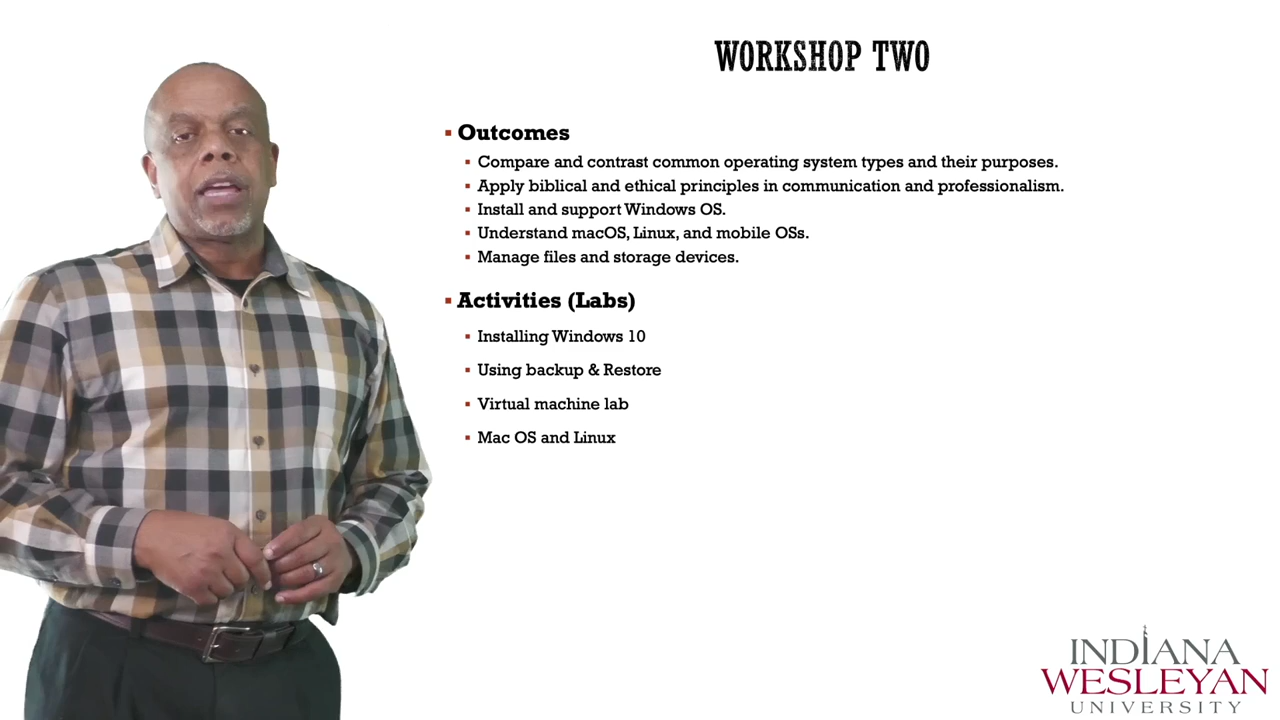 WORKSHOP TWO
Outcomes
Compare and contrast common operating system types and their purposes.
Apply biblical and ethical principles in communication and professionalism.
Install and support Windows OS.
Understand macOS, Linux, and mobile OSs.
Manage files and storage devices.
Activities (Labs)
Installing Windows 10
Using backup & Restore
Virtual machine lab
Mac OS and Linux
INDIANA
WESLEYAN
UNIVERSITY